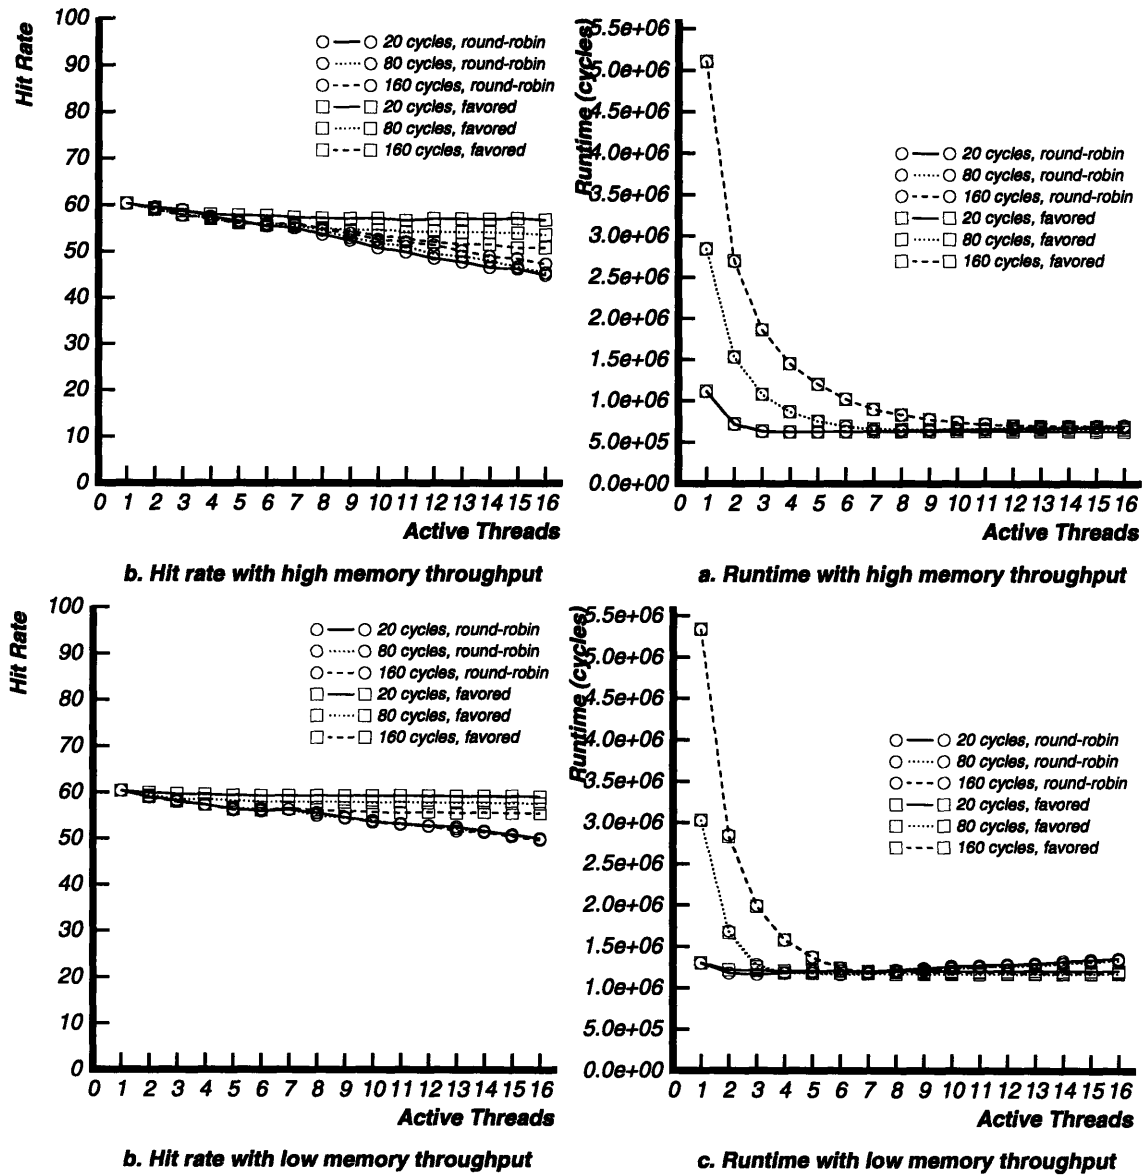 100
90
80
70
60
50
40
30
20
10
0
Hit Rate
20 cycles, round-robin
80 cycles, round-robin
160 cycles, round-robin
20 cycles, favored
80 cycles, favored
160 cycles, favored
0 1 2 3 4 5 6 7 8 9 10 11 12 13 14 15 16
Active Threads
b. Hit rate with high memory throughput
5.5e+06
5.0e+06
4.5e+06
4.0e+06
3.5e+06
3.0e+06
2.5e+06
2.0e+06
1.5e+06
1.0e+06
5.0e+05
0.0e+00
Runtime (cycles)
20 cycles, round-robin
80 cycles, round-robin
160 cycles, round-robin
20 cycles, favored
80 cycles, favored
160 cycles, favored
0 1 2 3 4 5 6 7 8 9 10 11 12 13 14 15 16
Active Threads
a. Runtime with high memory throughput
100
90
80
70
60
50
40
30
20
10
0
Hit Rate
20 cycles, round-robin
80 cycles, round-robin
160 cycles, round-robin
20 cycles, favored
80 cycles, favored
160 cycles, favored
0 1 2 3 4 5 6 7 8 9 10 11 12 13 14 15 16
Active Threads
b. Hit rate with low memory throughput
5.5e+06
5.0e+06
4.5e+06
4.0e+06
3.5e+06
3.0e+06
2.5e+06
2.0e+06
1.5e+06
1.0e+06
5.0e+05
0.0e+00
Runtime (cycles)
20 cycles, round-robin
80 cycles, round-robin
160 cycles, round-robin
20 cycles, favored
80 cycles, favored
160 cycles, favored
0 1 2 3 4 5 6 7 8 9 10 11 12 13 14 15 16
Active Threads
c. Runtime with low memory throughput